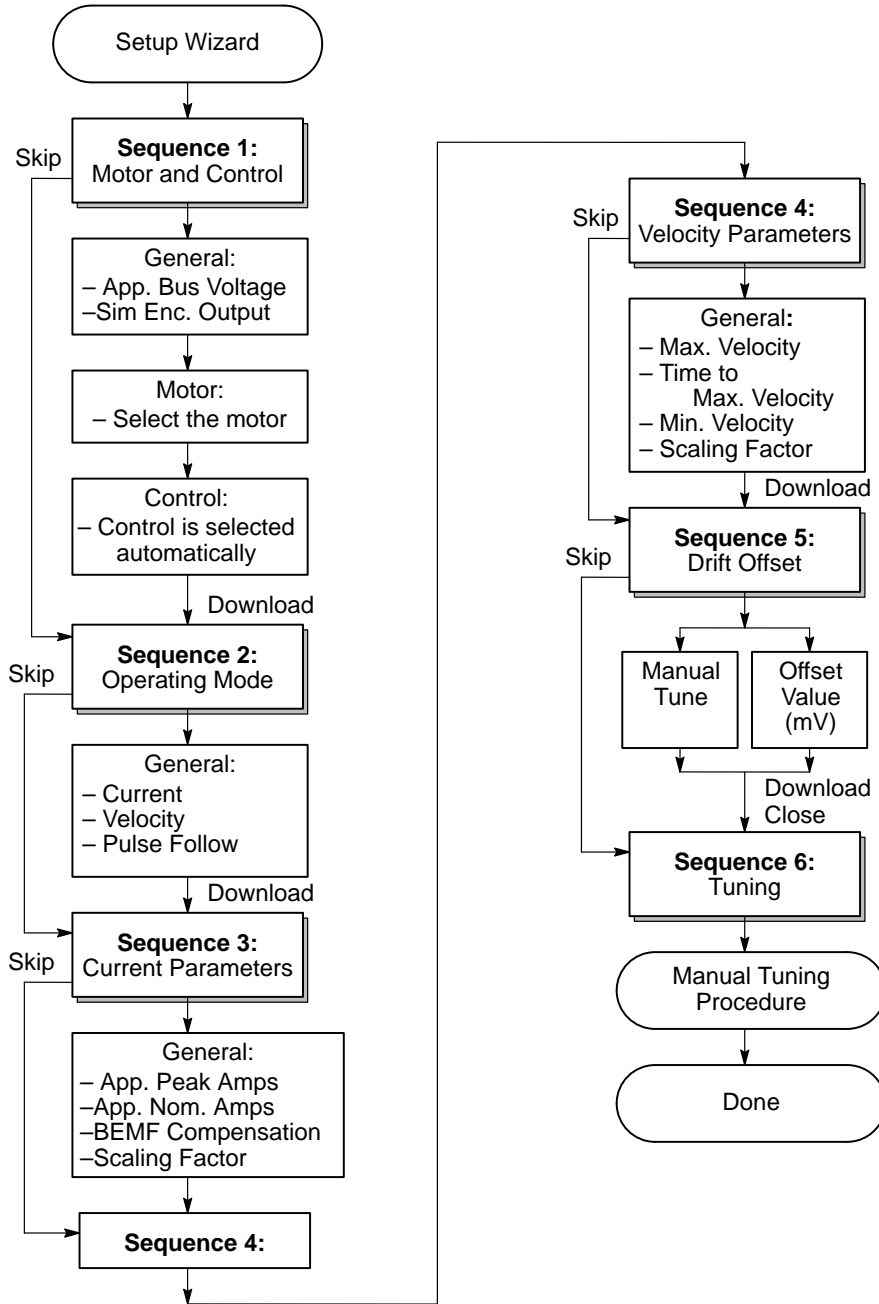 Setup Wizard
Skip
Sequence 1:
Motor and Control
General:
– App. Bus Voltage
–Sim Enc. Output
Motor:
– Select the motor
Control:
– Control is selected
automatically
Download
Skip
Sequence 2:
Operating Mode
General:
– Current
– Velocity
– Pulse Follow
Download
Skip
Sequence 3:
Current Parameters
General:
– App. Peak Amps
–App. Nom. Amps
–BEMF Compensation
–Scaling Factor
Sequence 4:
Skip
Sequence 4:
Velocity Parameters
General:
– Max. Velocity
– Time to
Max. Velocity
– Min. Velocity
– Scaling Factor
Download
Skip
Sequence 5:
Drift Offset
Manual
Tune
Offset
Value
(mV)
Download
Close
Sequence 6:
Tuning
Manual Tuning
Procedure
Done